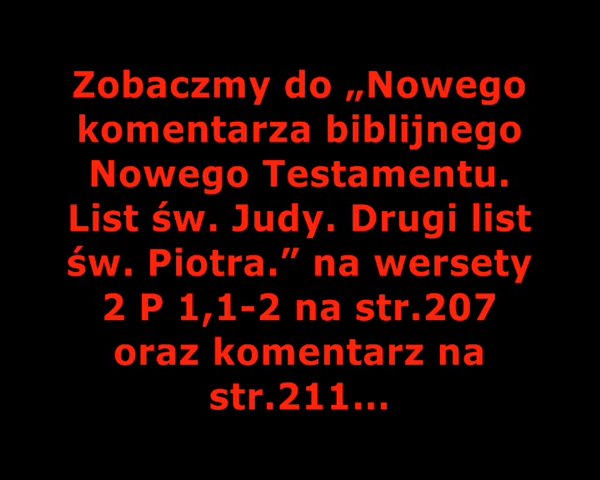 Zobaczmy do „Nowego
komentarza biblijnego
Nowego Testamentu.
List św. Judy. Drugi list
św. Piotra.” na wersety
2 P 1,1-2 na str.207
oraz komentarz na
str.211...